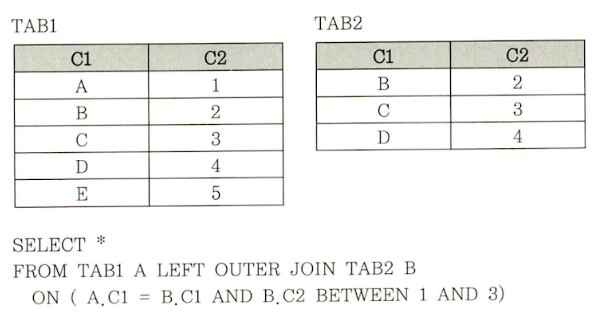 TAB1
C1 C2
A 1
B 2
C 3
D 4
E 5
TAB2
C1 C2
B 2
C 3
D 4
SELECT *
FROM TAB1 A LEFT OUTER JOIN TAB2 B
ON ( A.C1 = B.C1 AND B.C2 BETWEEN 1 AND 3)